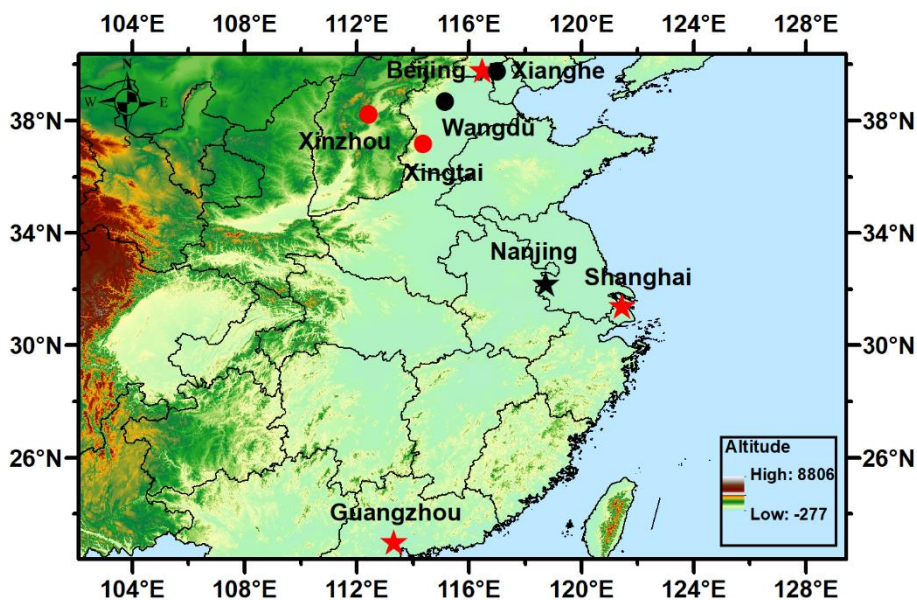 104°E 108°E 112°E 116°E 120°E 124°E 128°E
N
W E
S
Beijing Xianghe
38°N 38°N
Xinzhou Wangdu
Xingtai
34°N 34°N
Nanjing
Shanghai
30°N 30°N
26°N 26°N
Altitude
High: 8806
Low: -277
Guangzhou
104°E 108°E 112°E 116°E 120°E 124°E 128°E